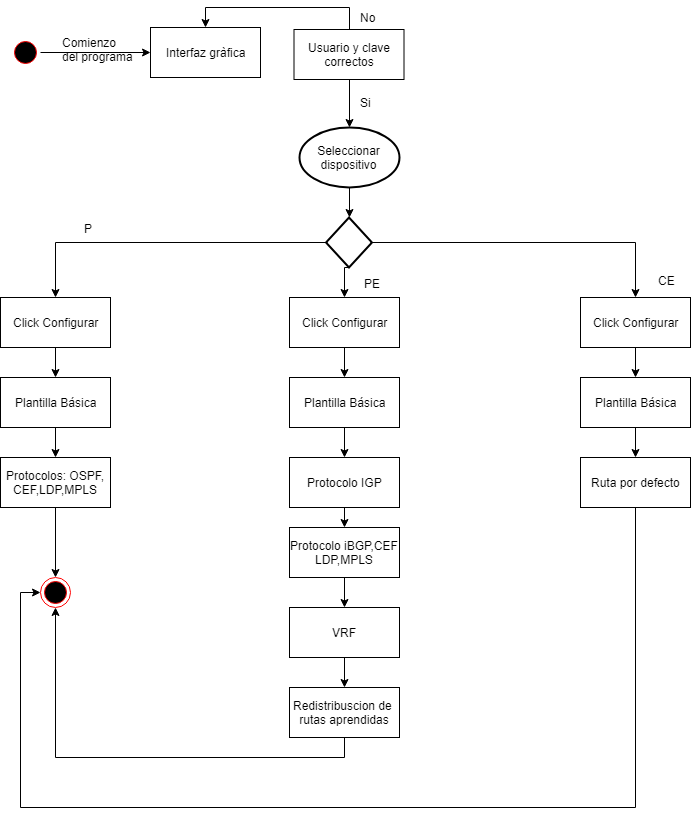 No
Comienzo
del programa
Interfaz gràfica
Usuario y clave
correctos
Si
Seleccionar
dispositivo
P
PE
CE
Click Configurar
Click Configurar
Click Configurar
Plantilla Básica
Plantilla Básica
Plantilla Básica
Protocolos: OSPF,
CEF,LDP,MPLS
Protocolo IGP
Ruta por defecto
Protocolo iBGP,CEF
LDP,MPLS
VRF
Redistribuscion de
rutas aprendidas